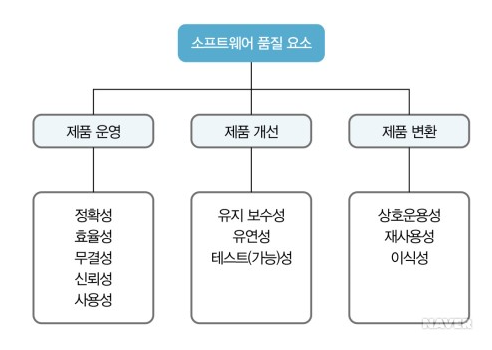 소프트웨어 품질 요소
제품 운영
제품 개선
제품 변환
정확성
효율성
무결성
신뢰성
사용성
유지 보수성
유연성
테스트(가능)성
상호운용성
재사용성
이식성
NAVER